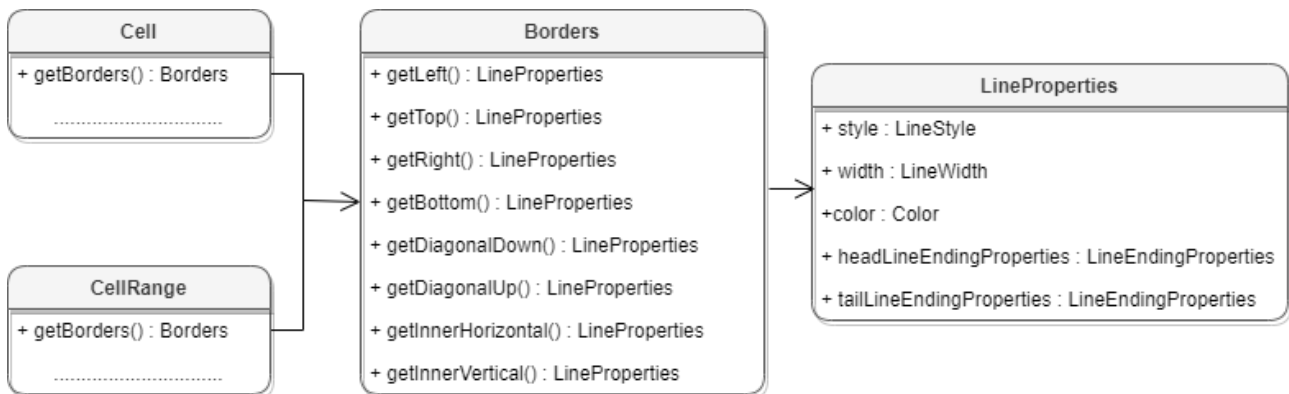 Cell
+ getBorders() : Borders
..............................
CellRange
+ getBorders() : Borders
..............................
Borders
+ getLeft() : LineProperties
+ getTop() : LineProperties
+ getRight() : LineProperties
+ getBottom() : LineProperties
+ getDiagonalDown() : LineProperties
+ getDiagonalUp() : LineProperties
+ getInnerHorizontal() : LineProperties
+ getInnerVertical() : LineProperties
LineProperties
+ style : LineStyle
+ width : LineWidth
+color : Color
+ headLineEndingProperties : LineEndingProperties
+ tailLineEndingProperties : LineEndingProperties